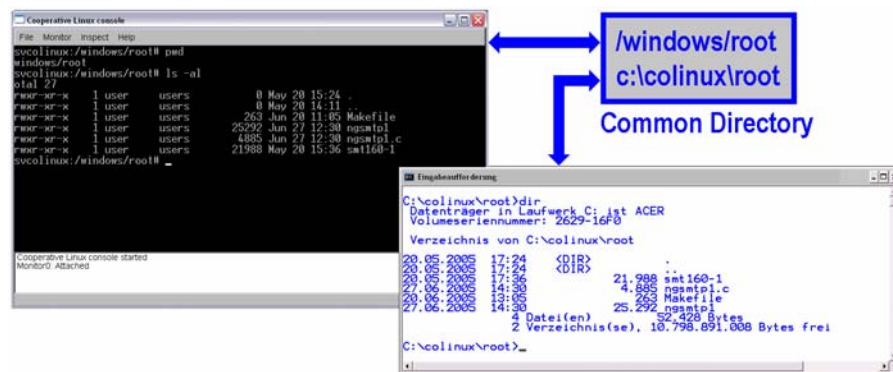 Cooperative Linux console
File Monitor Inspect Help
svcolinux:/windows/root# pwd
windows/root
svcolinux:/windows/root# ls -al
otal 27
rwxr-xr-x 1 user users 0 May 20 15:24 .
rwxr-xr-x 1 user users 0 May 20 14:11 ..
rwxr-xr-x 1 user users 263 Jun 20 11:05 Makefile
rwxr-xr-x 1 user users 25292 Jun 27 12:30 ngsmtp1
rwxr-xr-x 1 user users 4885 Jun 27 12:30 ngsmtp1.c
rwxr-xr-x 1 user users 21988 May 20 15:36 smt160-1
svcolinux:/windows/root# _
Cooperative Linux console started
Monitor0: Attached
/windows/root
c:\colinux\root
Common Directory
Eingabeaufforderung
C:\colinux\root>dir
Datenträger in Laufwerk C: ist ACER
Volumeseriennummer: 2629-16F0
Verzeichnis von C:\colinux\root
20.05.2005 17:24 <DIR> .
20.05.2005 17:24 <DIR> ..
20.05.2005 17:36 21.988 smt160-1
27.06.2005 14:30 4.885 ngsmtp1.c
20.06.2005 13:05 263 Makefile
27.06.2005 14:30 25.292 ngsmtp1
4 Datei(en) 52.428 Bytes
2 Verzeichnis(se), 10.798.891.008 Bytes frei
C:\colinux\root>_